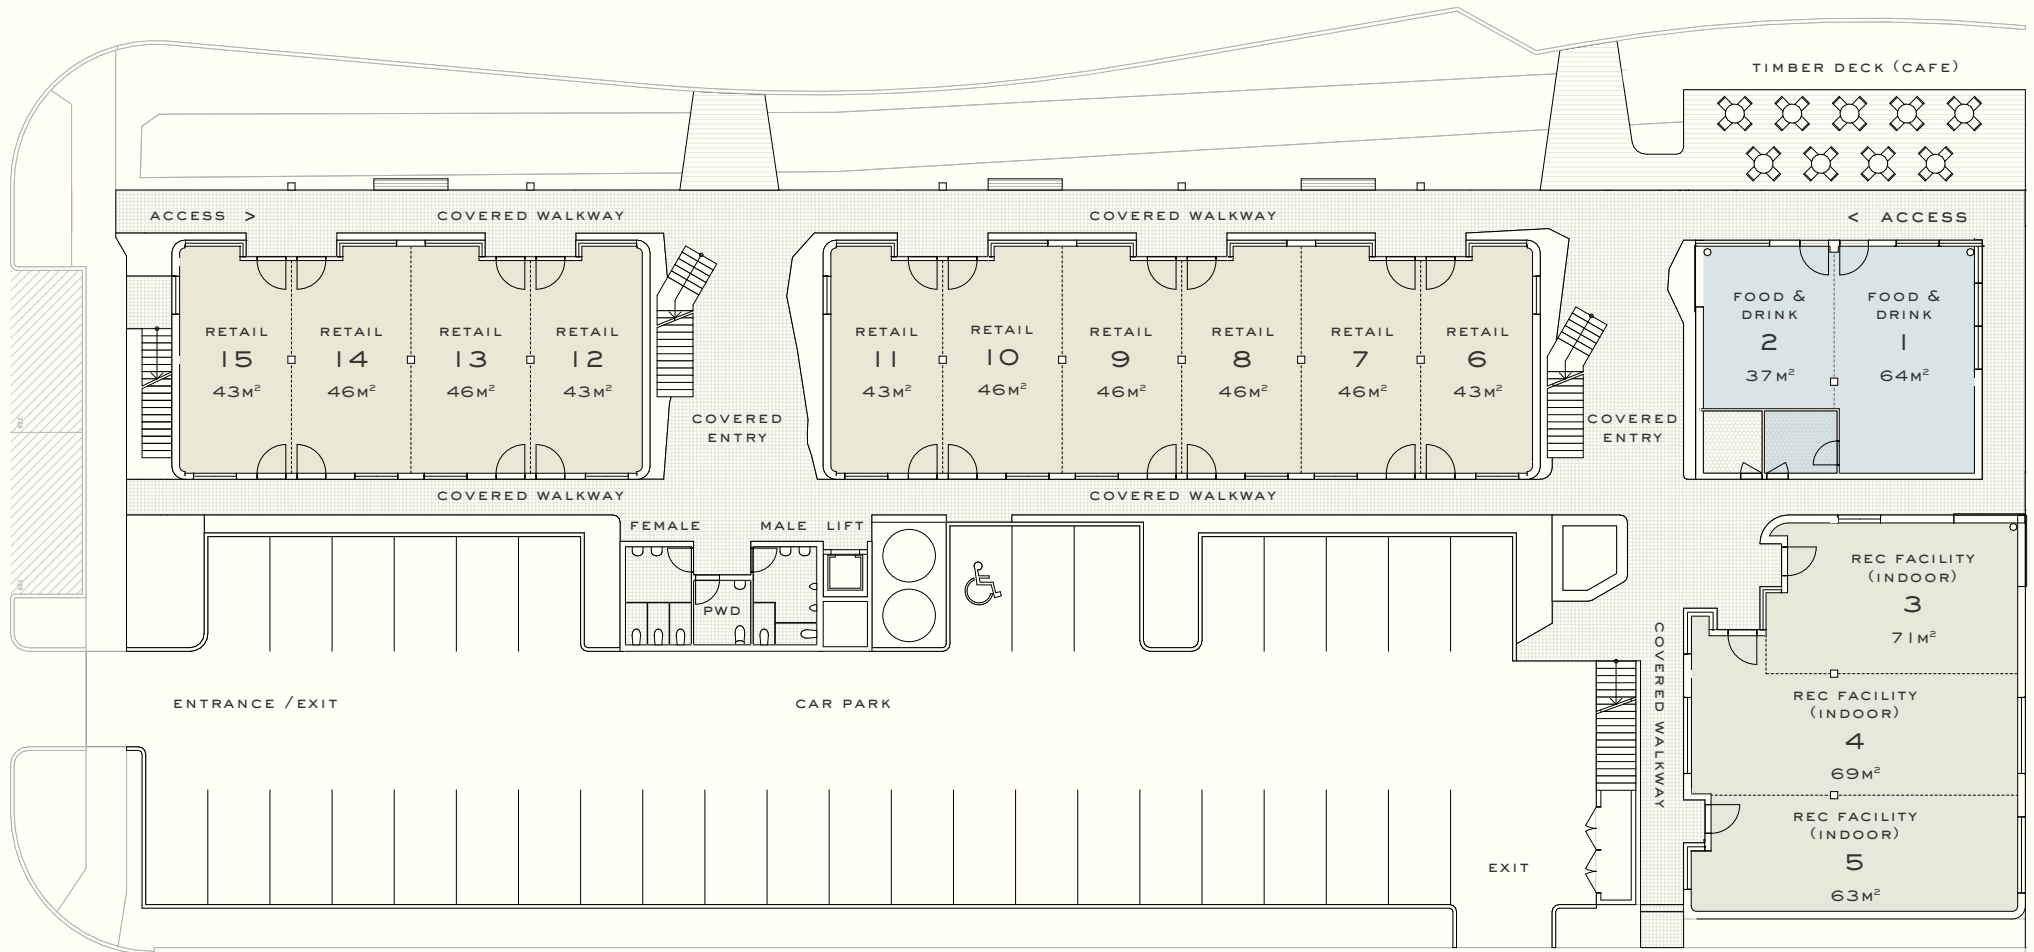 TIMBER DECK (CAFE)
ACCESS >
COVERED WALKWAY
COVERED WALKWAY
< ACCESS
RETAIL
15
43M²
RETAIL
14
46M²
RETAIL
13
46M²
RETAIL
12
43M²
COVERED
ENTRY
RETAIL
11
43M²
RETAIL
10
46M²
RETAIL
9
46M²
RETAIL
8
46M²
RETAIL
7
46M²
RETAIL
6
43M²
COVERED
ENTRY
FOOD &
DRINK
2
37M²
FOOD &
DRINK
1
64M²
COVERED WALKWAY
COVERED WALKWAY
FEMALE
MALE
LIFT
PWD
REC FACILITY
(INDOOR)
3
71M²
COVERED WALKWAY
REC FACILITY
(INDOOR)
4
69M²
REC FACILITY
(INDOOR)
5
63M²
ENTRANCE /EXIT
CAR PARK
EXIT